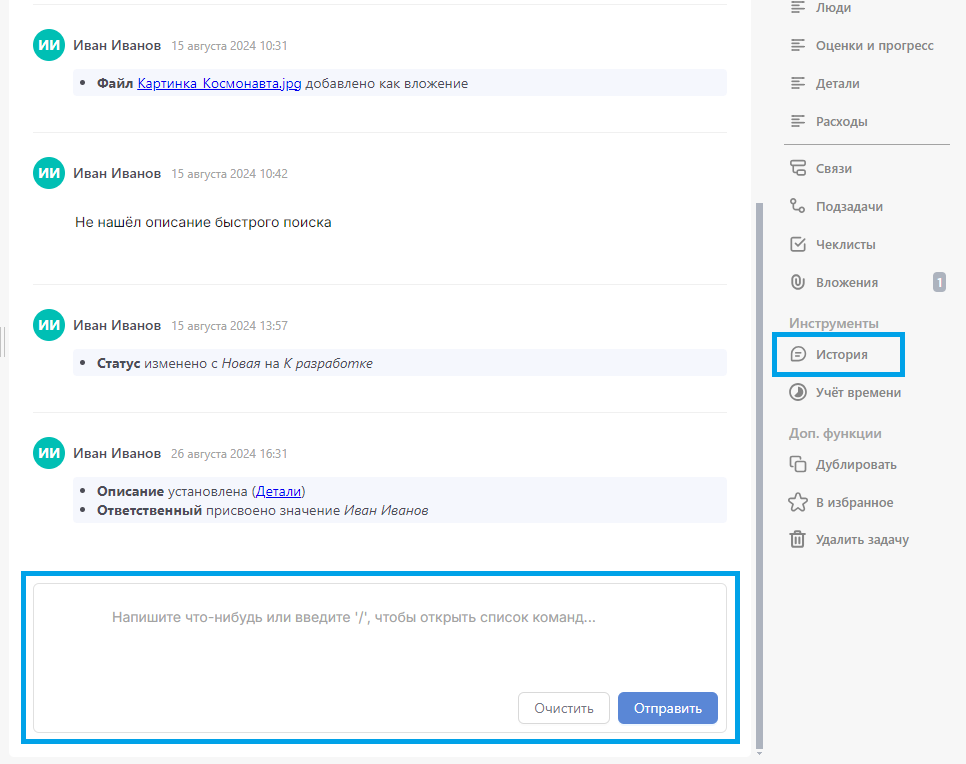 ИИ Иван Иванов 15 августа 2024 10:31
Файл Картинка_Космонавта.jpg добавлено как вложение
ИИ Иван Иванов 15 августа 2024 10:42
Не нашёл описание быстрого поиска
ИИ Иван Иванов 15 августа 2024 13:57
Статус изменено с Новая на К разработке
ИИ Иван Иванов 26 августа 2024 16:31
Описание установлена (Детали)
Ответственный присвоено значение Иван Иванов
Напишите что-нибудь или введите '/', чтобы открыть список команд...
Очистить Отправить
Люди
Оценки и прогресс
Детали
Расходы
Связи
Подзадачи
Чеклисты
Вложения 1
Инструменты
История
Учёт времени
Доп. функции
Дублировать
В избранное
Удалить задачу